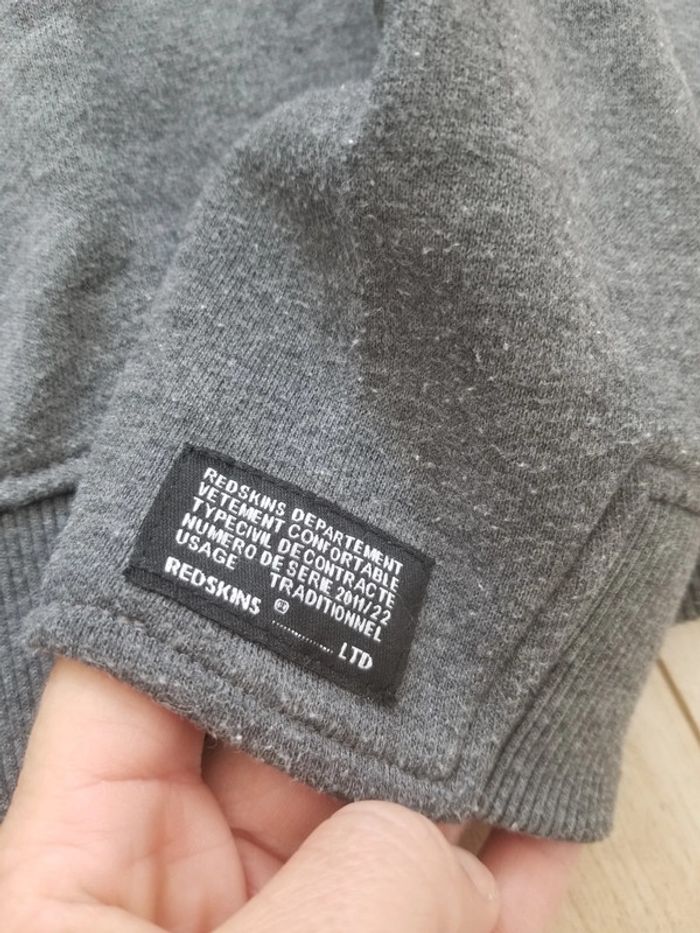 REDSKINS DEPARTEMENT
VETEMENT CONFORTABLE
TYPECIVIL DECONTRACTE
NUMERO DE SERIE 2011/22
USAGE TRADITIONNEL
REDSKINS ® ............... LTD